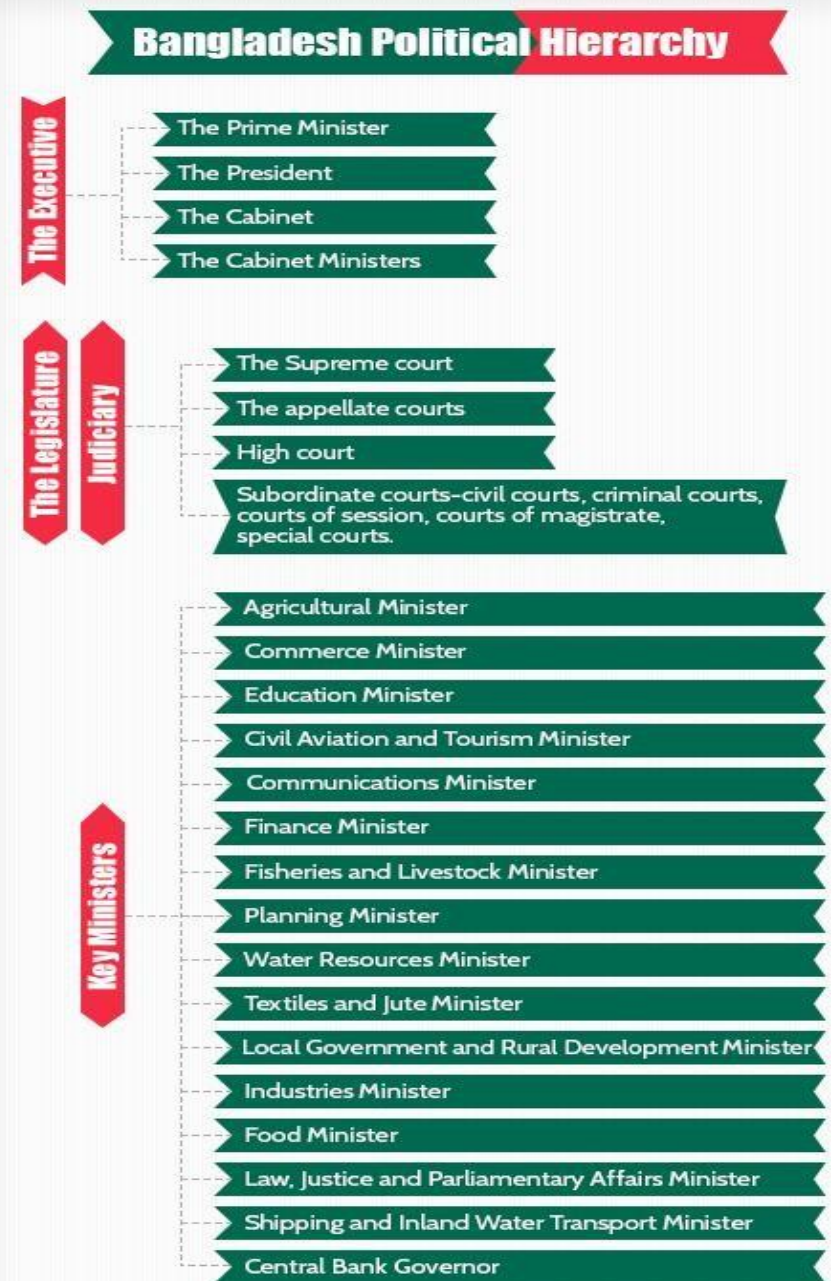 Bangladesh Political Hierarchy
The Executive
The Prime Minister
The President
The Cabinet
The Cabinet Ministers
The Legislature
Judiciary
The Supreme court
The appellate courts
High court
Subordinate courts-civil courts, criminal courts,
courts of session, courts of magistrate,
special courts.
Key Ministers
Agricultural Minister
Commerce Minister
Education Minister
Civil Aviation and Tourism Minister
Communications Minister
Finance Minister
Fisheries and Livestock Minister
Planning Minister
Water Resources Minister
Textiles and Jute Minister
Local Government and Rural Development Minister
Industries Minister
Food Minister
Law, Justice and Parliamentary Affairs Minister
Shipping and Inland Water Transport Minister
Central Bank Governor